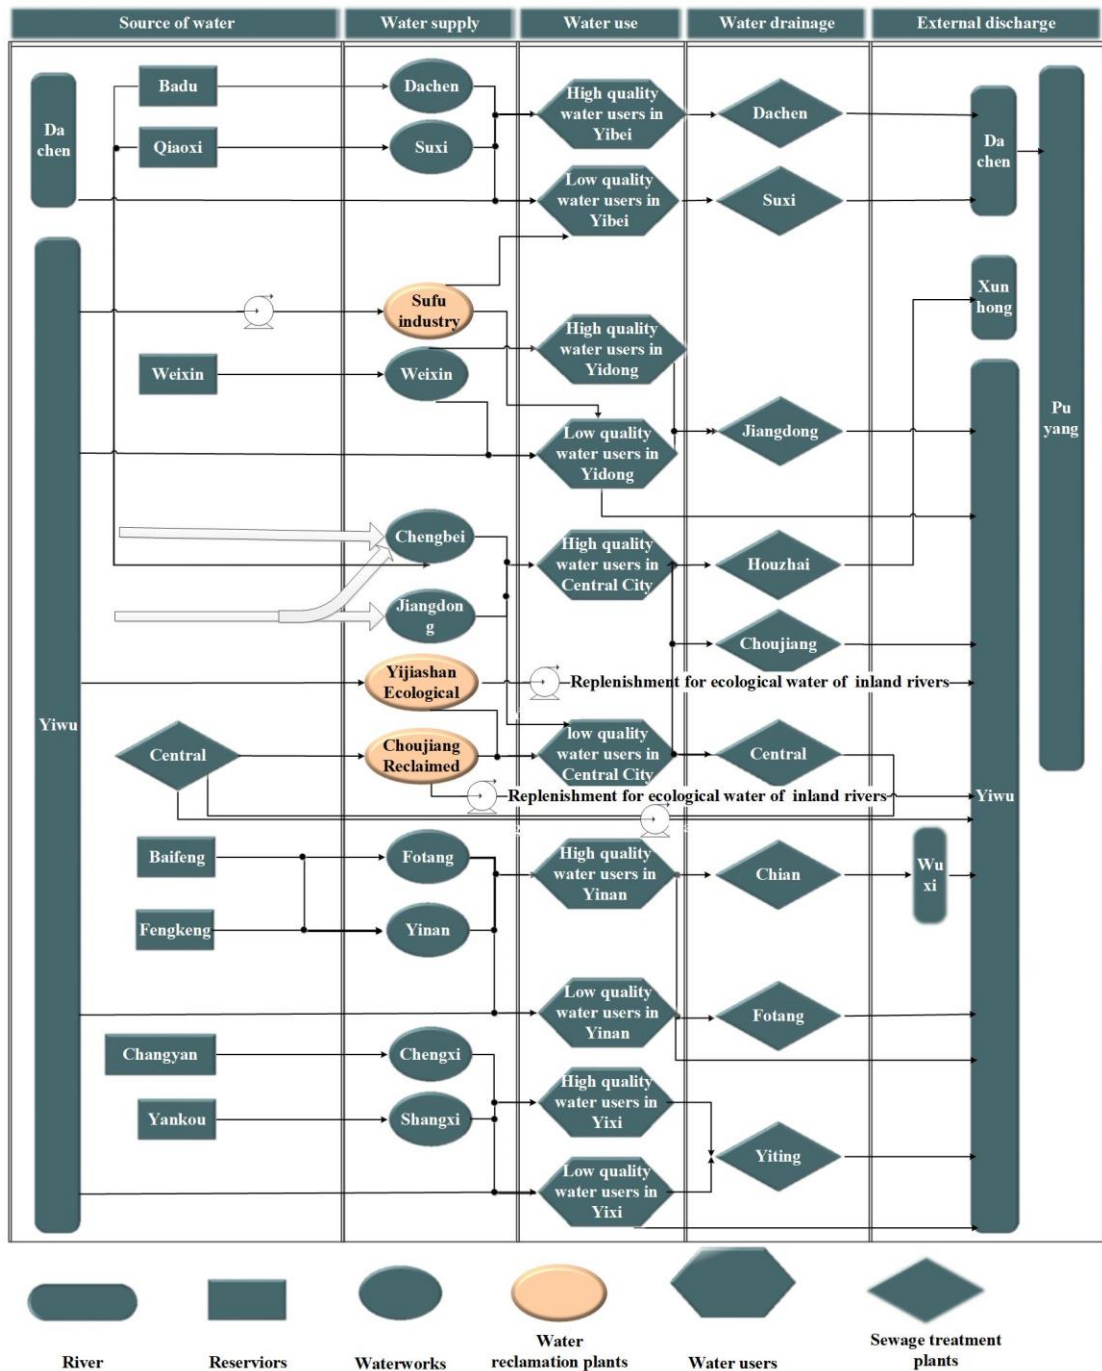 Source of water
Water supply
Water use
Water drainage
External discharge
Da
chen
Badu
Qiaoxi
Dachen
Suxi
High quality
water users in
Yibei
Low quality
water users in
Yibei
Dachen
Suxi
Da
chen
Yiwu
Weixin
Sufu
industry
Weixin
High quality
water users in
Yidong
Low quality
water users in
Yidong
Jiangdong
Xun
hong
Pu
yang
Chengbei
Jiangdon
g
High quality
water users in
Central City
Houzhai
Choujiang
Yijiashan
Ecological
Replenishment for ecological water of inland rivers
Central
Choujiang
Reclaimed
low quality
water users in
Central City
Central
Replenishment for ecological water of inland rivers
Yiwu
Baifeng
Fengkeng
Fotang
Yinan
High quality
water users in
Yinan
Chian
Wu
xi
Low quality
water users in
Yinan
Fotang
Changyan
Yankou
Chengxi
Shangxi
High quality
water users in
Yixi
Low quality
water users in
Yixi
Yiting
River
Reserviors
Waterworks
Water
reclamation plants
Water users
Sewage treatment
plants